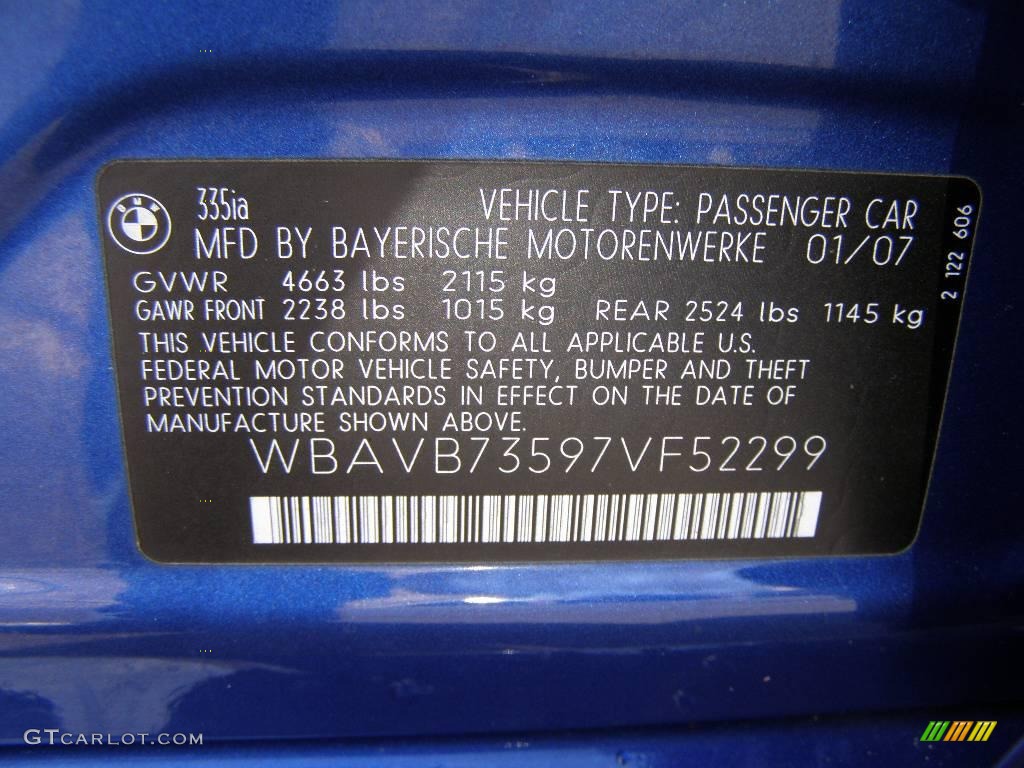 BMW
335ia
VEHICLE TYPE: PASSENGER CAR
MFD BY BAYERISCHE MOTORENWERKE 01/07
GVWR 4663 lbs 2115 kg
GAWR FRONT 2238 lbs 1015 kg REAR 2524 lbs 1145 kg
THIS VEHICLE CONFORMS TO ALL APPLICABLE U.S.
FEDERAL MOTOR VEHICLE SAFETY, BUMPER AND THEFT
PREVENTION STANDARDS IN EFFECT ON THE DATE OF
MANUFACTURE SHOWN ABOVE.
WBAVB73597VF52299
2 122 606
GTCARLOT.COM